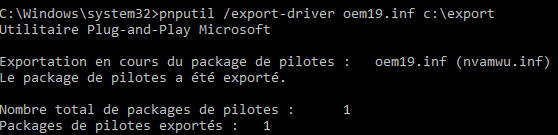 C:\Windows\system32>pnputil /export-driver oem19.inf c:\export
Utilitaire Plug-and-Play Microsoft
Exportation en cours du package de pilotes :   oem19.inf (nvamwu.inf)
Le package de pilotes a été exporté.
Nombre total de packages de pilotes :      1
Packages de pilotes exportés :   1